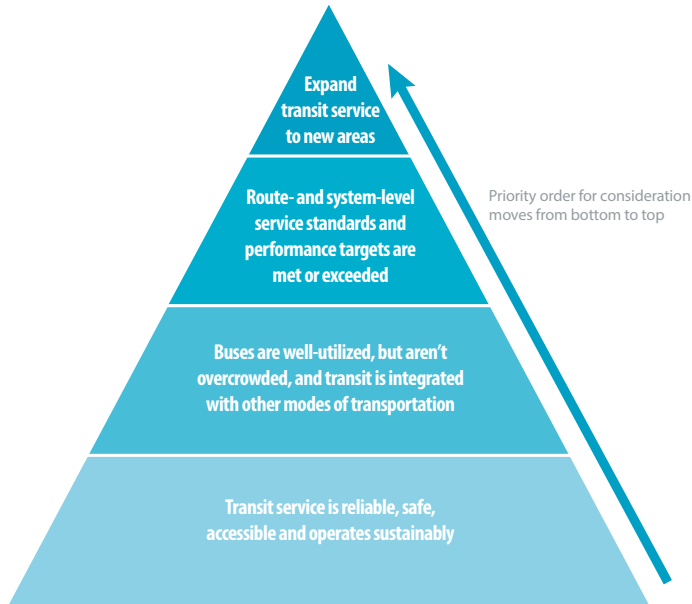 Expand
transit service
to new areas
Route- and system-level
service standards and
performance targets are
met or exceeded
Priority order for consideration
moves from bottom to top
Buses are well-utilized, but aren’t
overcrowded, and transit is integrated
with other modes of transportation
Transit service is reliable, safe,
accessible and operates sustainably